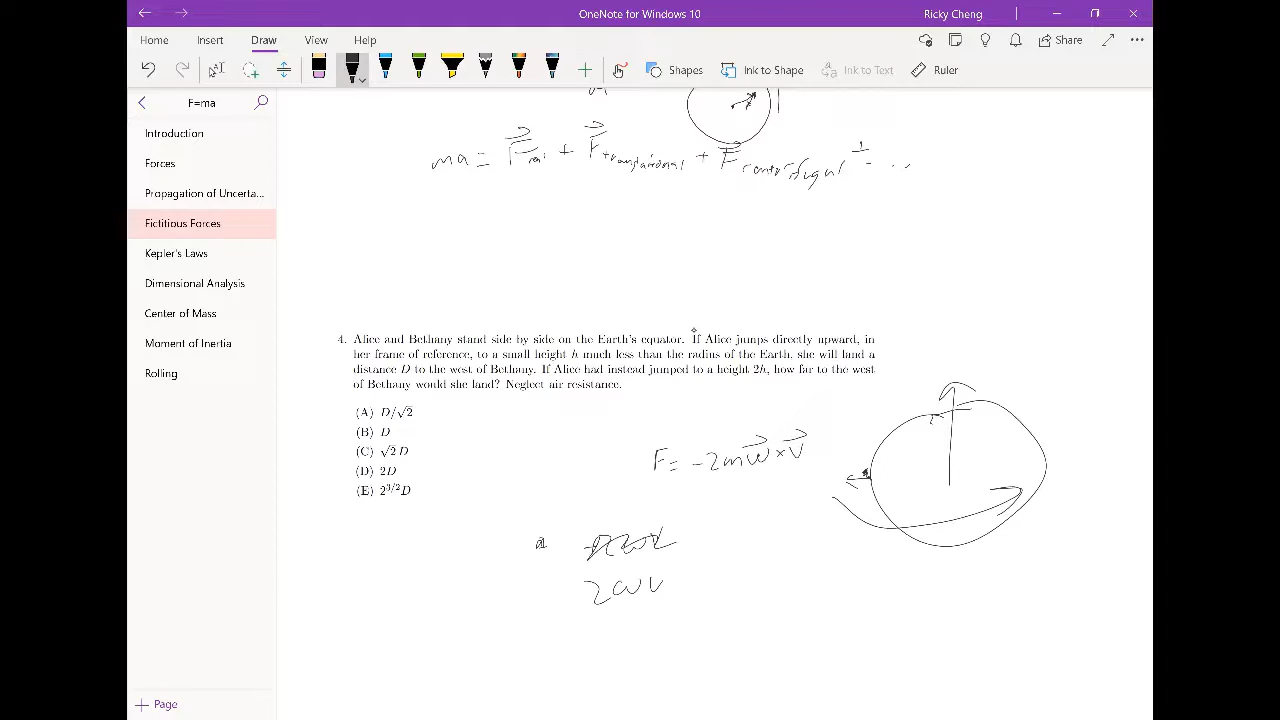 OneNote for Windows 10
Ricky Cheng
Home Insert Draw View Help
Share
Shapes Ink to Shape Ink to Text Ruler
F=ma
Introduction
Forces
Propagation of Uncerta...
Fictitious Forces
Kepler's Laws
Dimensional Analysis
Center of Mass
Moment of Inertia
Rolling
Page
ma = F + F translational + F centrifugal + ...
4. Alice and Bethany stand side by side on the Earth's equator. If Alice jumps directly upward, in
her frame of reference, to a small height h much less than the radius of the Earth, she will land a
distance D to the west of Bethany. If Alice had instead jumped to a height 2h, how far to the west
of Bethany would she land? Neglect air resistance.
(A) D/√2
(B) D
(C) √2 D
(D) 2D
(E) 2^{3/2}D
F = -2mω⃗ × v⃗
a
2ωv